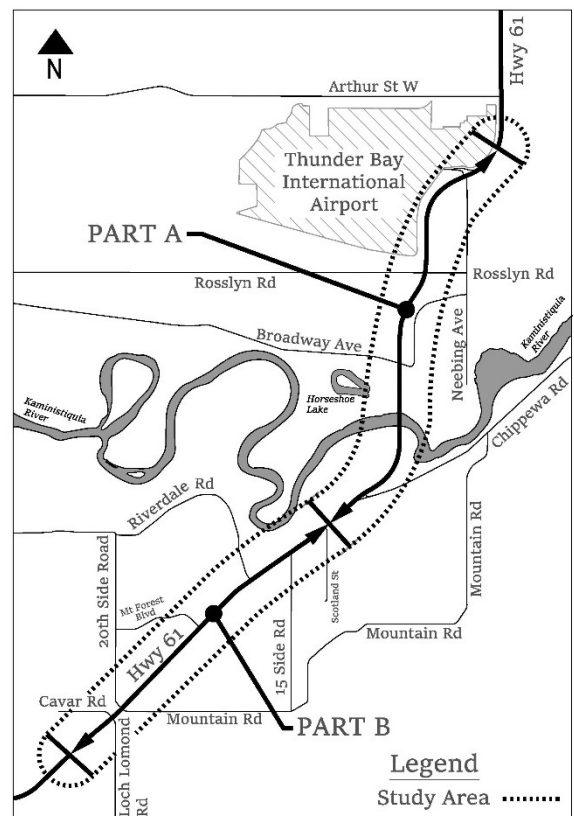 N
Hwy 61
Arthur St W
Thunder Bay
International
Airport
PART A
Rosslyn Rd
Rosslyn Rd
Broadway Ave
Neebing Ave
Kaministiquia
River
Kaministiquia
River
Horseshoe
Lake
Chippewa Rd
Riverdale Rd
20th Side Road
Mt Forest
Blvd
Scotland St
Mountain Rd
15 Side Rd
Mountain Rd
Hwy 61
Cavar Rd
Mountain Rd
Loch Lomond
Rd
PART B
Legend
Study Area